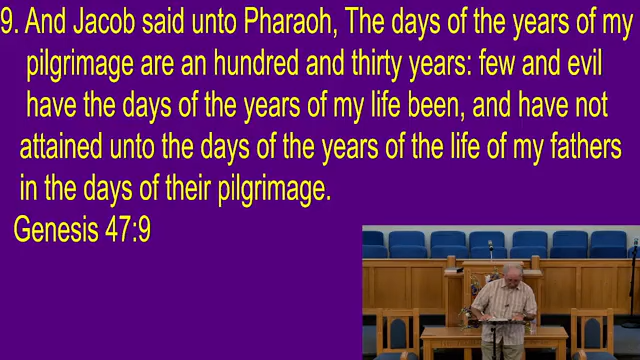 9. And Jacob said unto Pharaoh, The days of the years of my
pilgrimage are an hundred and thirty years: few and evil
have the days of the years of my life been, and have not
attained unto the days of the years of the life of my fathers
in the days of their pilgrimage.
Genesis 47:9